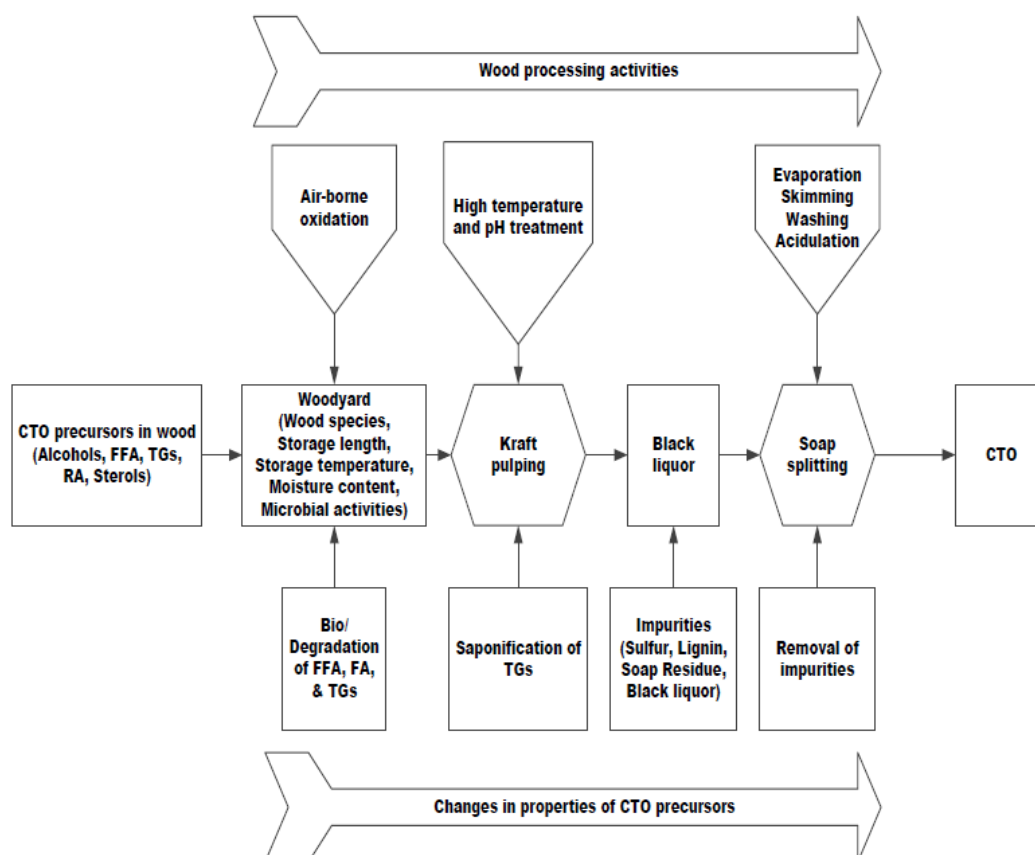 Wood processing activities
Air-borne
oxidation
High temperature
and pH treatment
Evaporation
Skimming
Washing
Acidulation
CTO precursors in wood
(Alcohols, FFA, TGs,
RA, Sterols)
Woodyard
(Wood species,
Storage length,
Storage temperature,
Moisture content,
Microbial activities)
Kraft
pulping
Black
liquor
Soap
splitting
CTO
Bio/
Degradation
of FFA, FA,
& TGs
Saponification of
TGs
Impurities
(Sulfur, Lignin,
Soap Residue,
Black liquor)
Removal of
impurities
Changes in properties of CTO precursors